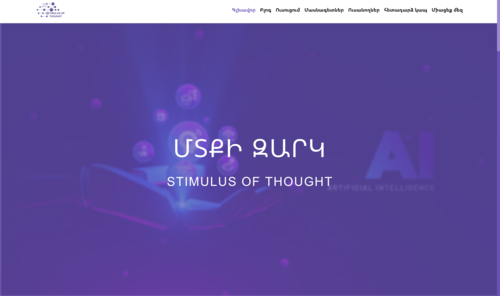 STIMULUS OF
THOUGHT
Գլխավոր Բլոգ Ուսուցում Մասնագետներ Ուսանողներ Հետադարձ կապ Միացեք մեզ
ՄՏՔԻ ԶԱՐԿ
STIMULUS OF THOUGHT
AI
ARTIFICIAL INTELLIGENCE